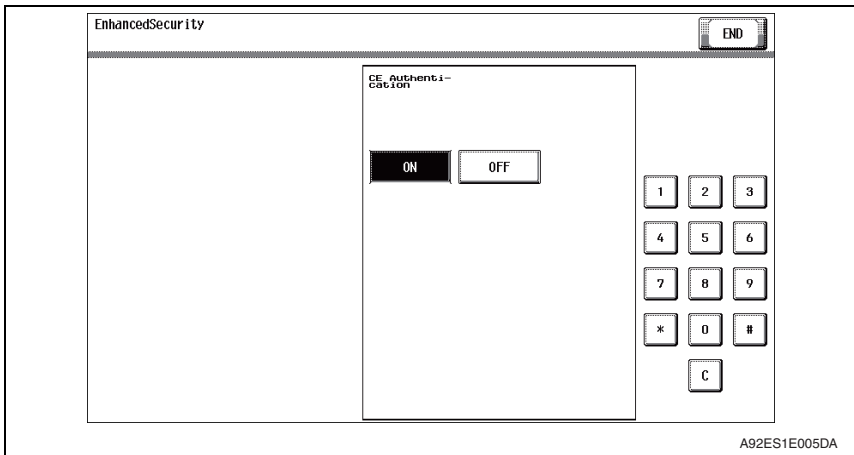 EnhancedSecurity
END
CE Authenti-
cation
ON OFF
1 2 3
4 5 6
7 8 9
* 0 #
C
A92ES1E005DA